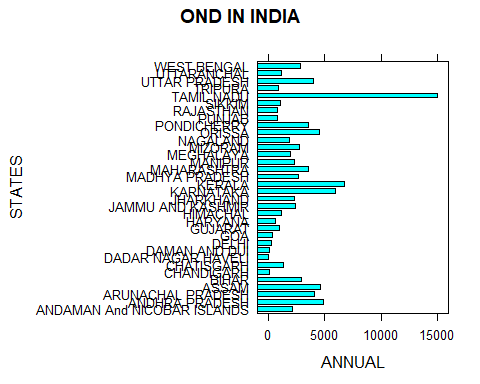 OND IN INDIA
WEST BENGAL
UTTARANCHAL
UTTAR PRADESH
TRIPURA
TAMIL NADU
SIKKIM
RAJASTHAN
PUNJAB
PONDICHERRY
ORISSA
NAGALAND
MIZORAM
MEGHALAYA
MANIPUR
MAHARASHTRA
MADHYA PRADESH
KERALA
KARNATAKA
JHARKHAND
JAMMU AND KASHMIR
HIMACHAL
HARYANA
GUJARAT
GOA
DELHI
DAMAN AND DUI
DADAR NAGAR HAVELI
CHATISGARH
CHANDIGARH
BIHAR
ASSAM
ARUNACHAL PRADESH
ANDHRA PRADESH
ANDAMAN And NICOBAR ISLANDS
STATES
0 5000 10000 15000
ANNUAL